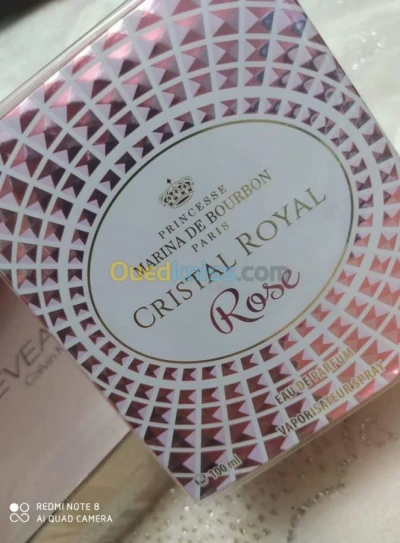 PRINCESSE
MARINA DE BOURBON
PARIS
CRISTAL ROYAL
Rose
EAU DE PARFUM
VAPORISATEUR SPRAY
100 ml
Ouedkniss.com
REDMI NOTE 8
AI QUAD CAMERA